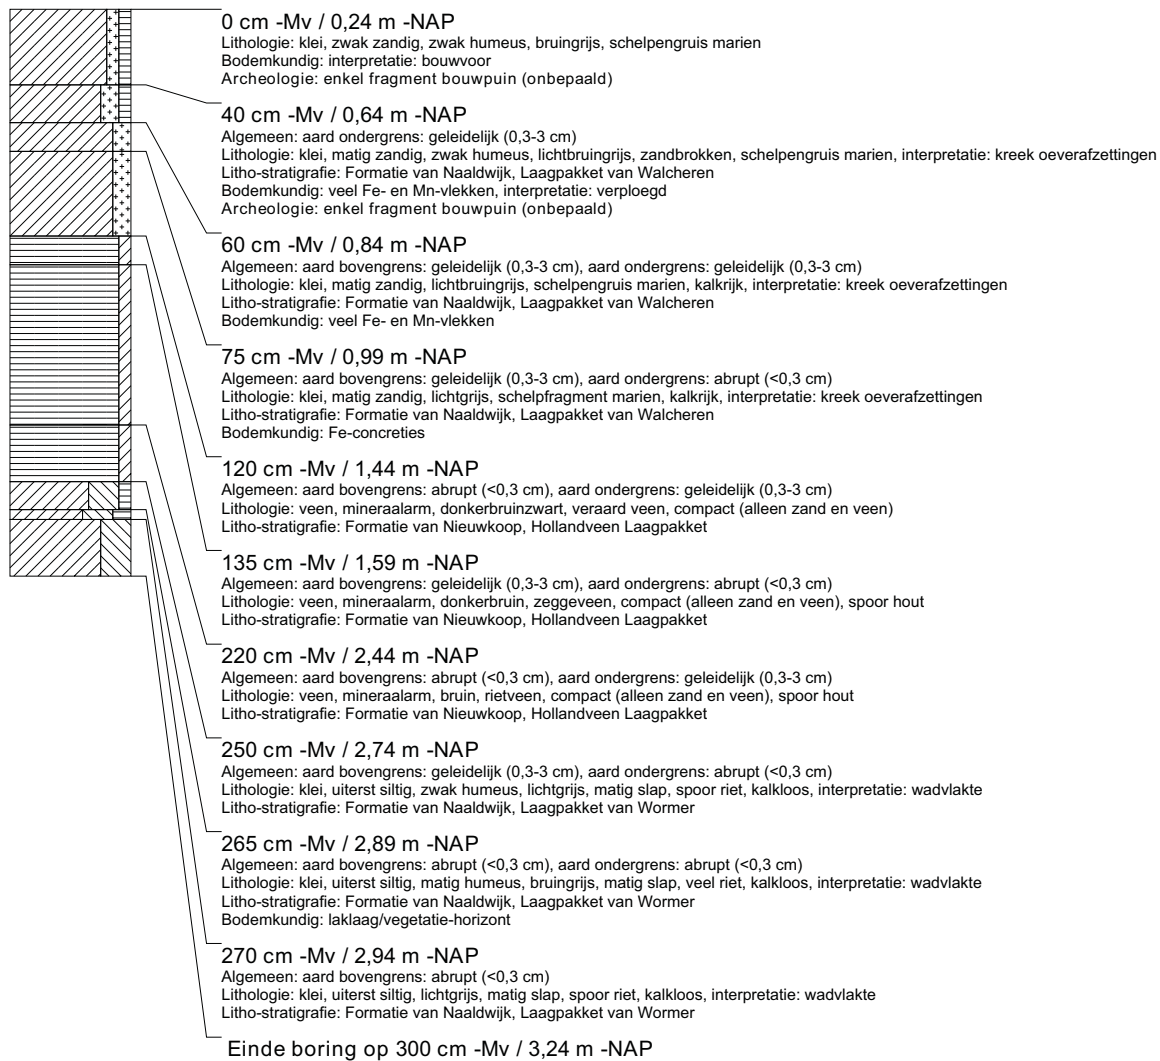 0 cm -Mv / 0,24 m -NAP
Lithologie: klei, zwak zandig, zwak humeus, bruingrijs, schelpengruis marien
Bodemkundig: interpretatie: bouwvoor
Archeologie: enkel fragment bouwpuin (onbepaald)
40 cm -Mv / 0,64 m -NAP
Algemeen: aard ondergrens: geleidelijk (0,3-3 cm)
Lithologie: klei, matig zandig, zwak humeus, lichtbruingrijs, zandbrokken, schelpengruis marien, interpretatie: kreek oeverafzettingen
Litho-stratigrafie: Formatie van Naaldwijk, Laagpakket van Walcheren
Bodemkundig: veel Fe- en Mn-vlekken, interpretatie: verploegd
Archeologie: enkel fragment bouwpuin (onbepaald)
60 cm -Mv / 0,84 m -NAP
Algemeen: aard bovengrens: geleidelijk (0,3-3 cm), aard ondergrens: geleidelijk (0,3-3 cm)
Lithologie: klei, matig zandig, lichtbruingrijs, schelpengruis marien, kalkrijk, interpretatie: kreek oeverafzettingen
Litho-stratigrafie: Formatie van Naaldwijk, Laagpakket van Walcheren
Bodemkundig: veel Fe- en Mn-vlekken
75 cm -Mv / 0,99 m -NAP
Algemeen: aard bovengrens: geleidelijk (0,3-3 cm), aard ondergrens: abrupt (<0,3 cm)
Lithologie: klei, matig zandig, lichtgrijs, schelpfragment marien, kalkrijk, interpretatie: kreek oeverafzettingen
Litho-stratigrafie: Formatie van Naaldwijk, Laagpakket van Walcheren
Bodemkundig: Fe-concreties
120 cm -Mv / 1,44 m -NAP
Algemeen: aard bovengrens: abrupt (<0,3 cm), aard ondergrens: geleidelijk (0,3-3 cm)
Lithologie: veen, mineraalarm, donkerbruinzwart, veraard veen, compact (alleen zand en veen)
Litho-stratigrafie: Formatie van Nieuwkoop, Hollandveen Laagpakket
135 cm -Mv / 1,59 m -NAP
Algemeen: aard bovengrens: geleidelijk (0,3-3 cm), aard ondergrens: abrupt (<0,3 cm)
Lithologie: veen, mineraalarm, donkerbruin, zeggeveen, compact (alleen zand en veen), spoor hout
Litho-stratigrafie: Formatie van Nieuwkoop, Hollandveen Laagpakket
220 cm -Mv / 2,44 m -NAP
Algemeen: aard bovengrens: abrupt (<0,3 cm), aard ondergrens: geleidelijk (0,3-3 cm)
Lithologie: veen, mineraalarm, bruin, rietveen, compact (alleen zand en veen), spoor hout
Litho-stratigrafie: Formatie van Nieuwkoop, Hollandveen Laagpakket
250 cm -Mv / 2,74 m -NAP
Algemeen: aard bovengrens: geleidelijk (0,3-3 cm), aard ondergrens: abrupt (<0,3 cm)
Lithologie: klei, uiterst siltig, zwak humeus, lichtgrijs, matig slap, spoor riet, kalkloos, interpretatie: wadvlakte
Litho-stratigrafie: Formatie van Naaldwijk, Laagpakket van Wormer
265 cm -Mv / 2,89 m -NAP
Algemeen: aard bovengrens: abrupt (<0,3 cm), aard ondergrens: abrupt (<0,3 cm)
Lithologie: klei, uiterst siltig, matig humeus, bruingrijs, matig slap, veel riet, kalkloos, interpretatie: wadvlakte
Litho-stratigrafie: Formatie van Naaldwijk, Laagpakket van Wormer
Bodemkundig: laklaag/vegetatie-horizont
270 cm -Mv / 2,94 m -NAP
Algemeen: aard bovengrens: abrupt (<0,3 cm)
Lithologie: klei, uiterst siltig, lichtgrijs, matig slap, spoor riet, kalkloos, interpretatie: wadvlakte
Litho-stratigrafie: Formatie van Naaldwijk, Laagpakket van Wormer
Einde boring op 300 cm -Mv / 3,24 m -NAP